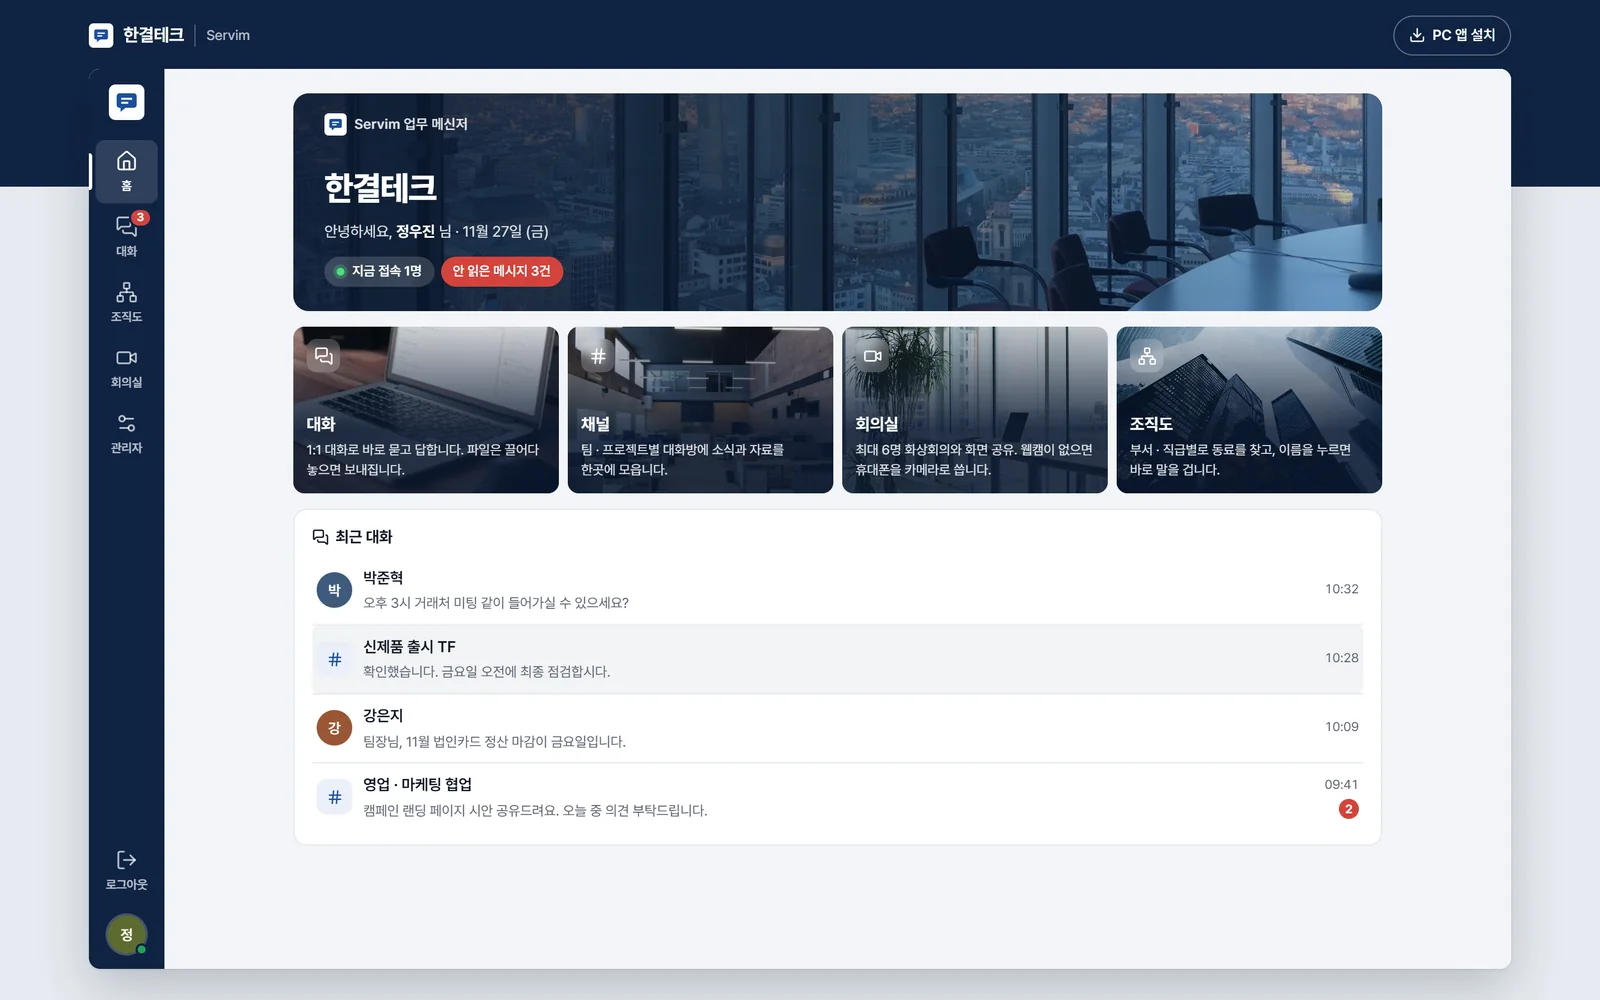 한결테크 Servim
PC 앱 설치
홈
3
대화
조직도
회의실
관리자
로그아웃
정
Servim 업무 메신저
한결테크
안녕하세요, 정우진 님 · 11월 27일 (금)
지금 접속 1명
안 읽은 메시지 3건
대화
1:1 대화로 바로 묻고 답합니다. 파일은 끌어다
놓으면 보내집니다.
채널
팀 · 프로젝트별 대화방에 소식과 자료를
한곳에 모읍니다.
회의실
최대 6명 화상회의와 화면 공유. 웹캠이 없으면
휴대폰을 카메라로 씁니다.
조직도
부서 · 직급별로 동료를 찾고, 이름을 누르면
바로 말을 겁니다.
최근 대화
박
박준혁
오후 3시 거래처 미팅 같이 들어가실 수 있으세요?
10:32
신제품 출시 TF
확인했습니다. 금요일 오전에 최종 점검합시다.
10:28
강
강은지
팀장님, 11월 법인카드 정산 마감이 금요일입니다.
10:09
영업 · 마케팅 협업
캠페인 랜딩 페이지 시안 공유드려요. 오늘 중 의견 부탁드립니다.
09:41
2